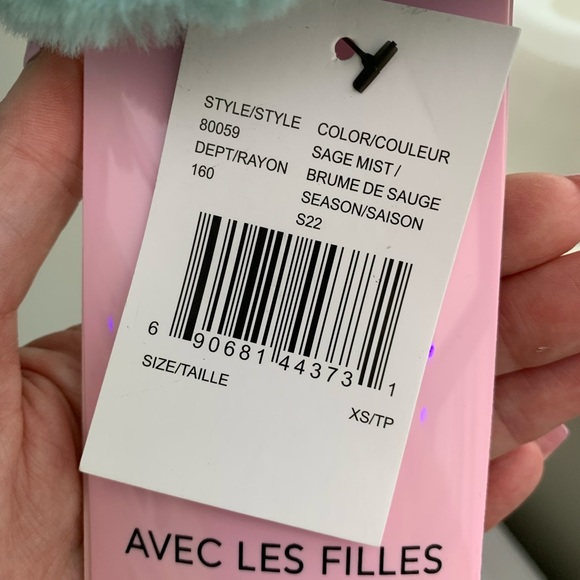 STYLE/STYLE
80059
DEPT/RAYON
160
COLOR/COULEUR
SAGE MIST /
BRUME DE SAUGE
SEASON/SAISON
S22
6 90681 44373 1
SIZE/TAILLE
XS/TP
AVEC LES FILLES